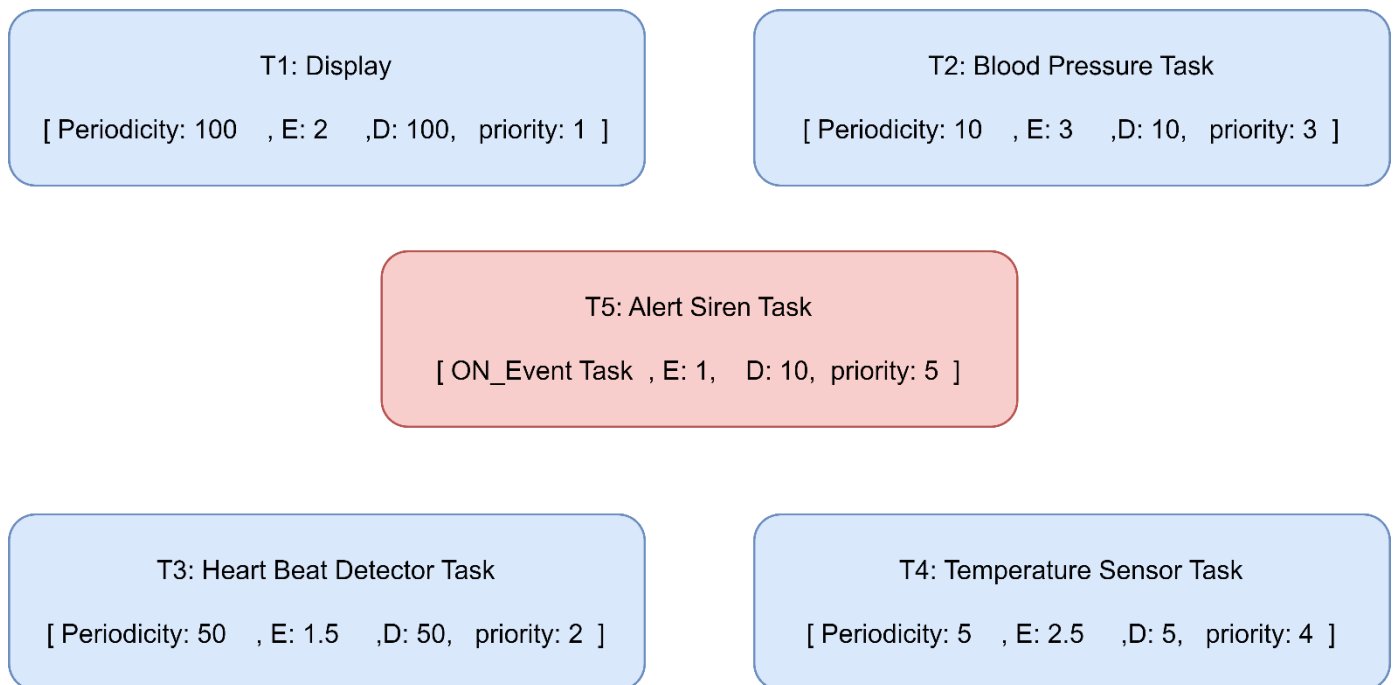 T1: Display
[ Periodicity: 100 , E: 2 ,D: 100, priority: 1 ]
T2: Blood Pressure Task
[ Periodicity: 10 , E: 3 ,D: 10, priority: 3 ]
T5: Alert Siren Task
[ ON_Event Task , E: 1, D: 10, priority: 5 ]
T3: Heart Beat Detector Task
[ Periodicity: 50 , E: 1.5 ,D: 50, priority: 2 ]
T4: Temperature Sensor Task
[ Periodicity: 5 , E: 2.5 ,D: 5, priority: 4 ]